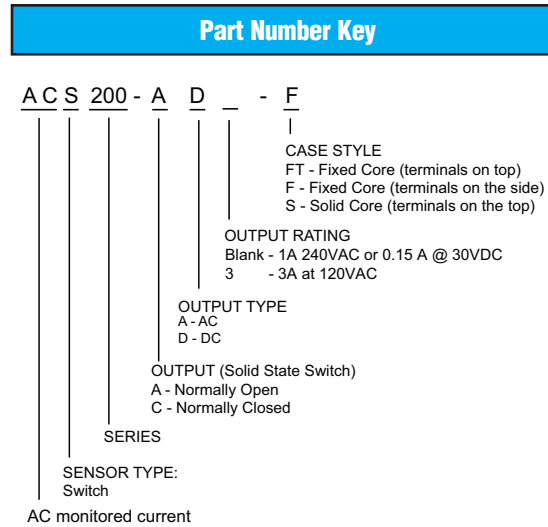 Part Number Key
A C S 200 - A D _ - F
CASE STYLE
FT - Fixed Core (terminals on top)
F - Fixed Core (terminals on the side)
S - Solid Core (terminals on the top)
OUTPUT RATING
Blank - 1A 240VAC or 0.15 A @ 30VDC
3 - 3A at 120VAC
OUTPUT TYPE
A - AC
D - DC
OUTPUT (Solid State Switch)
A - Normally Open
C - Normally Closed
SERIES
SENSOR TYPE:
Switch
AC monitored current